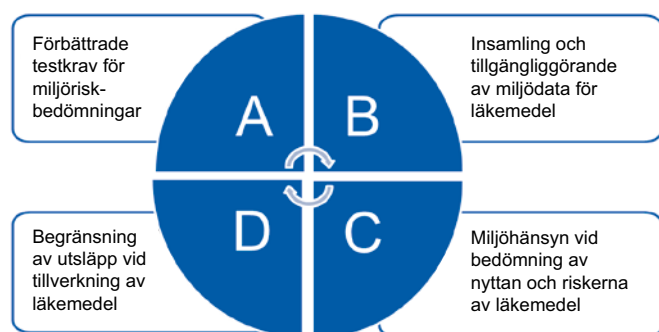 Förbättrade
testkrav för
miljörisk-
bedömningar
A
B
Insamling och
tillgängliggörande
av miljödata för
läkemedel
Begränsning
av utsläpp vid
tillverkning av
läkemedel
D
C
Miljöhänsyn vid
bedömning av
nyttan och riskerna
av läkemedel